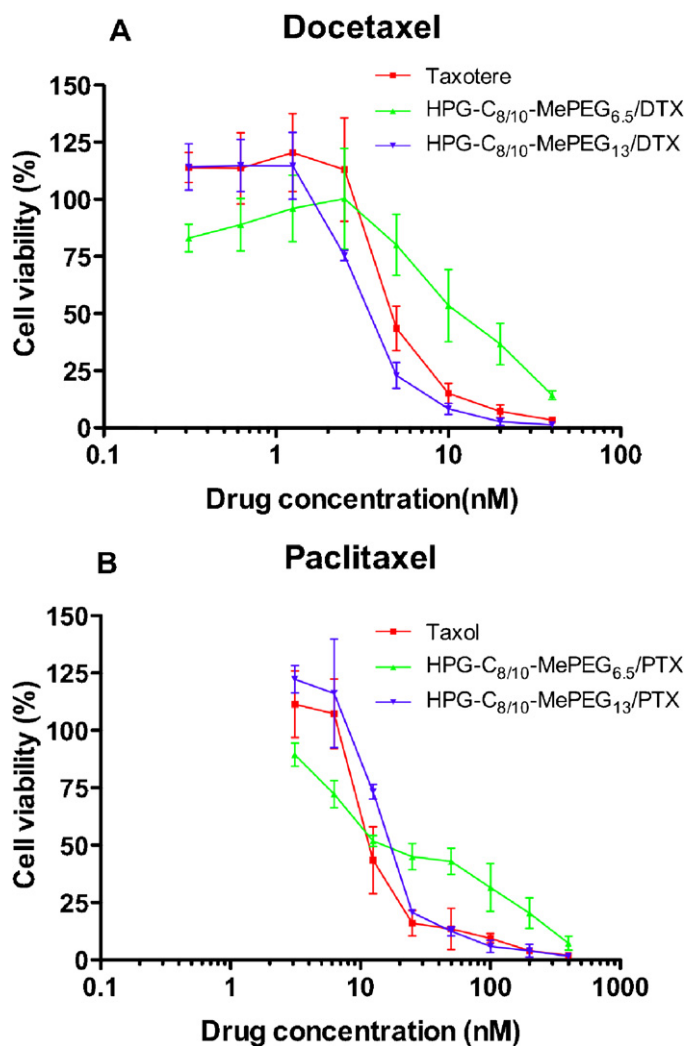 A
Docetaxel
Taxotere
HPG-C8/10-MePEG6.5/DTX
HPG-C8/10-MePEG13/DTX
Cell viability (%)
150
125
100
75
50
25
0
0.1
1
10
100
Drug concentration(nM)
B
Paclitaxel
Taxol
HPG-C8/10-MePEG6.5/PTX
HPG-C8/10-MePEG13/PTX
Cell viability (%)
150
125
100
75
50
25
0
0.1
1
10
100
1000
Drug concentration (nM)